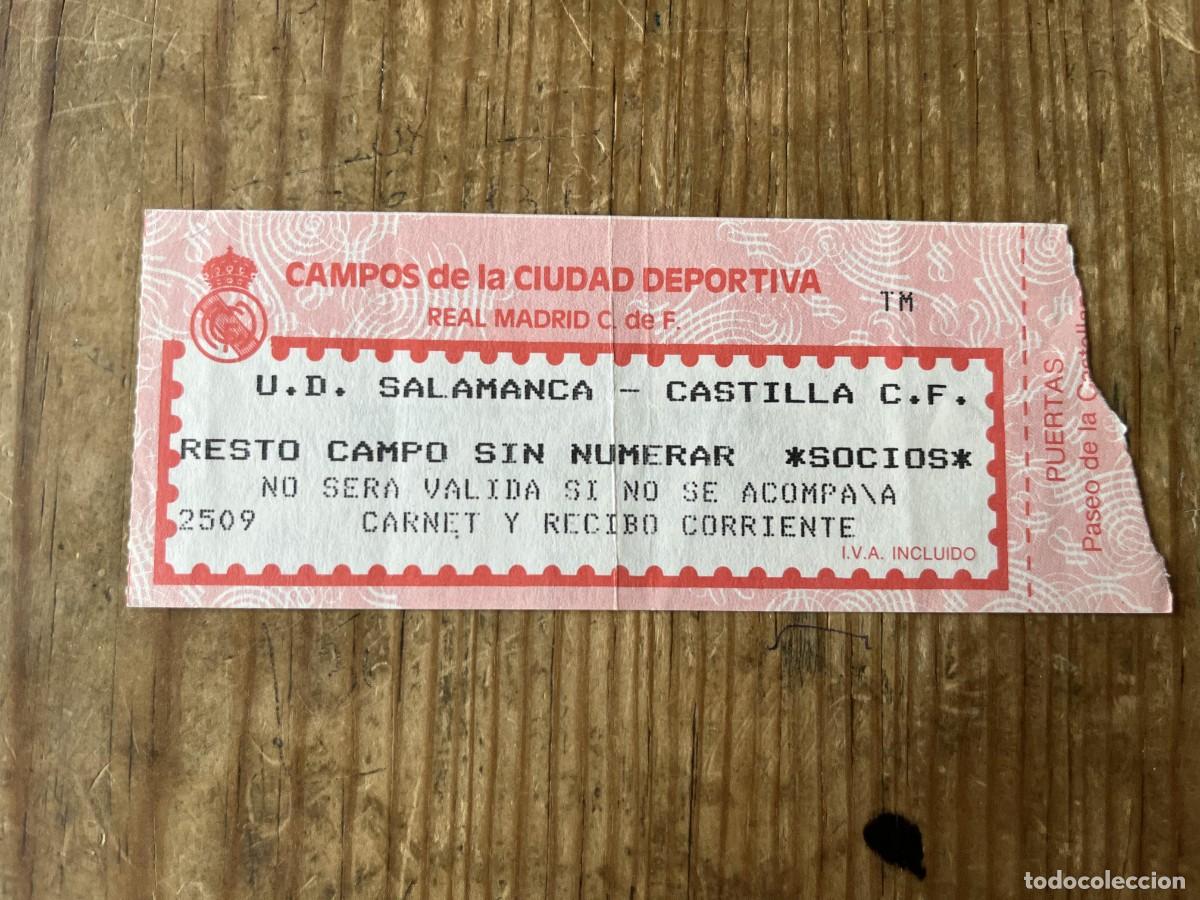 CAMPOS de la CIUDAD DEPORTIVA
REAL MADRID C. de F.
TM
U.D. SALAMANCA - CASTILLA C.F.
RESTO CAMPO SIN NUMERAR *SOCIOS*
NO SERA VALIDA SI NO SE ACOMPA\A
2509 CARNET Y RECIBO CORRIENTE
I.V.A. INCLUIDO
PUERTAS
Paseo de la
todocoleccion